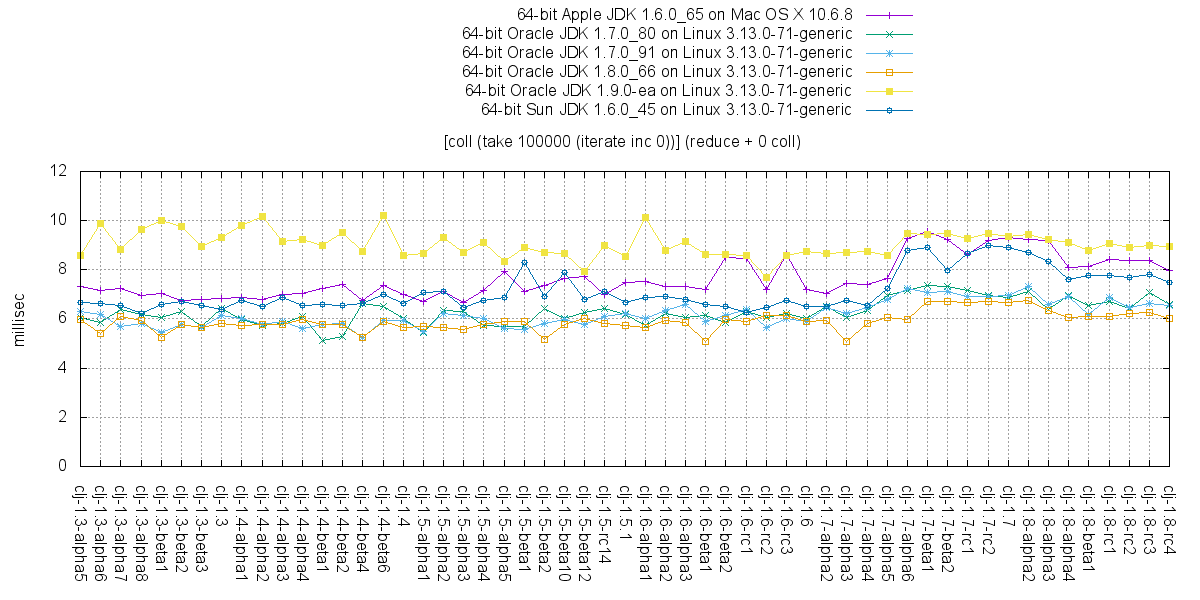 64-bit Apple JDK 1.6.0_65 on Mac OS X 10.6.8
64-bit Oracle JDK 1.7.0_80 on Linux 3.13.0-71-generic
64-bit Oracle JDK 1.7.0_91 on Linux 3.13.0-71-generic
64-bit Oracle JDK 1.8.0_66 on Linux 3.13.0-71-generic
64-bit Oracle JDK 1.9.0-ea on Linux 3.13.0-71-generic
64-bit Sun JDK 1.6.0_45 on Linux 3.13.0-71-generic
[coll (take 100000 (iterate inc 0))] (reduce + 0 coll)
millisec
12
10
8
6
4
2
0
clj-1.3-alpha5
clj-1.3-alpha6
clj-1.3-alpha7
clj-1.3-alpha8
clj-1.3-beta1
clj-1.3-beta2
clj-1.3-beta3
clj-1.3
clj-1.4-alpha1
clj-1.4-alpha2
clj-1.4-alpha3
clj-1.4-alpha4
clj-1.4-beta1
clj-1.4-beta2
clj-1.4-beta4
clj-1.4-beta6
clj-1.4
clj-1.5-alpha1
clj-1.5-alpha2
clj-1.5-alpha3
clj-1.5-alpha4
clj-1.5-alpha5
clj-1.5-beta1
clj-1.5-beta2
clj-1.5-beta10
clj-1.5-beta12
clj-1.5-rc14
clj-1.5.1
clj-1.6-alpha1
clj-1.6-alpha2
clj-1.6-alpha3
clj-1.6-beta1
clj-1.6-beta2
clj-1.6-rc1
clj-1.6-rc2
clj-1.6-rc3
clj-1.6
clj-1.7-alpha2
clj-1.7-alpha3
clj-1.7-alpha4
clj-1.7-alpha5
clj-1.7-alpha6
clj-1.7-beta1
clj-1.7-beta2
clj-1.7-rc1
clj-1.7-rc2
clj-1.7
clj-1.8-alpha2
clj-1.8-alpha3
clj-1.8-alpha4
clj-1.8-beta2
clj-1.8-rc1
clj-1.8-rc2
clj-1.8-rc3
clj-1.8-rc4